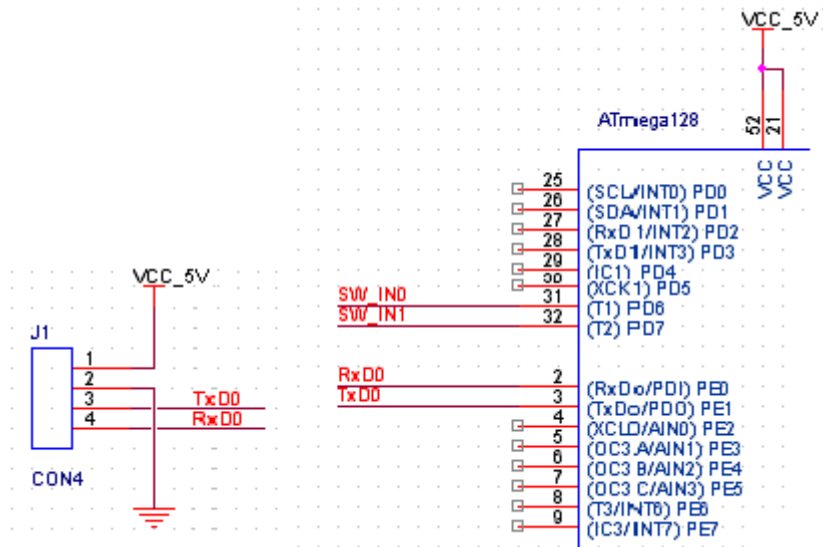 VCC_5V
ATmega128
52
21
VCC
VCC
25
(SCL/INT0) PD0
26
(SDA/INT1) PD1
27
(RxD1/INT2) PD2
28
(TxD1/INT3) PD3
29
(IC1) PD4
30
(XCK1) PD5
SW_IN0
31
(T1) PD6
SW_IN1
32
(T2) PD7
RxD0
2
(RxDo/PDI) PE0
TxD0
3
(TxDo/PDO) PE1
4
(XCLO/AIN0) PE2
5
(OC3A/AIN1) PE3
6
(OC3B/AIN2) PE4
7
(OC3C/AIN3) PE5
8
(T3/INT6) PE6
9
(IC3/INT7) PE7
VCC_5V
J1
1
2
3
TxD0
4
RxD0
CON4